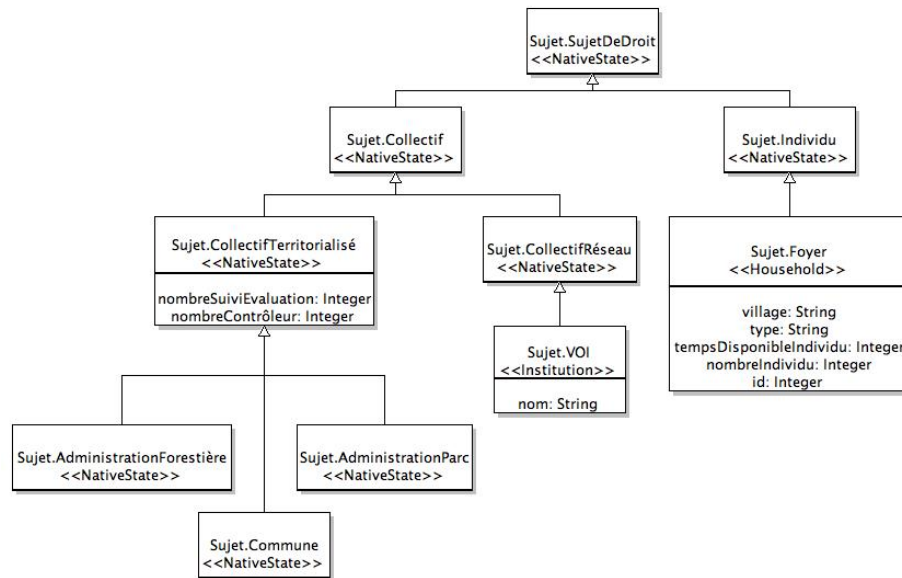 Sujet.SujetDeDroit
<<NativeState>>
Sujet.Collectif
<<NativeState>>
Sujet.Individu
<<NativeState>>
Sujet.CollectifTerritorialisé
<<NativeState>>
nombreSuiviEvaluation: Integer
nombreContrôleur: Integer
Sujet.CollectifRéseau
<<NativeState>>
Sujet.Foyer
<<Household>>
village: String
type: String
tempsDisponibleIndividu: Integer
nombreIndividu: Integer
id: Integer
Sujet.VOI
<<Institution>>
nom: String
Sujet.AdministrationForestière
<<NativeState>>
Sujet.AdministrationParc
<<NativeState>>
Sujet.Commune
<<NativeState>>